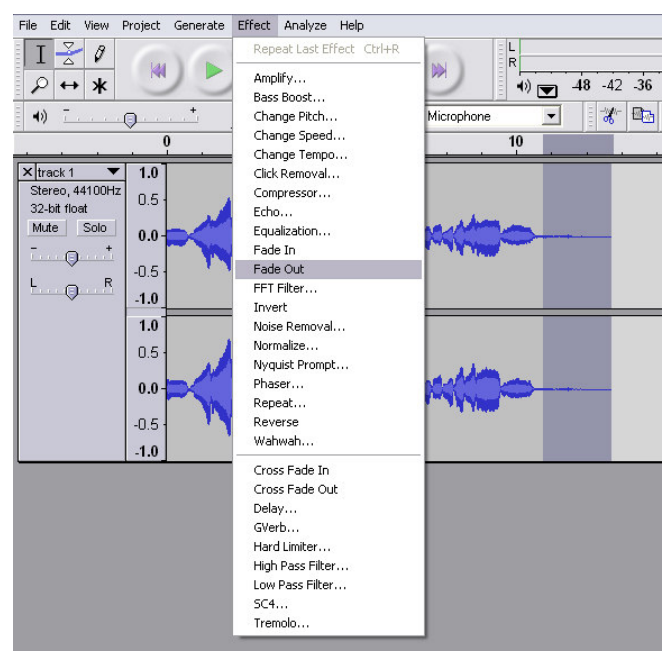 File Edit View Project Generate Effect Analyze Help
Repeat Last Effect Ctrl+R
L
R
-48 -42 -36
Amplify...
Bass Boost...
Change Pitch...
Microphone
Change Speed...
0 10
Change Tempo...
track 1 1.0
Click Removal...
Stereo, 44100Hz
32-bit float
0.5
Compressor...
Echo...
Mute Solo
0.0
Equalization...
- +
Fade In
Fade Out
-0.5
L R
FFT Filter...
-1.0
Invert
1.0
Noise Removal...
Normalize...
0.5
Nyquist Prompt...
Phaser...
0.0
Repeat...
Reverse
-0.5
Wahwah...
-1.0
Cross Fade In
Cross Fade Out
Delay...
GVerb...
Hard Limiter...
High Pass Filter...
Low Pass Filter...
SC4...
Tremolo...